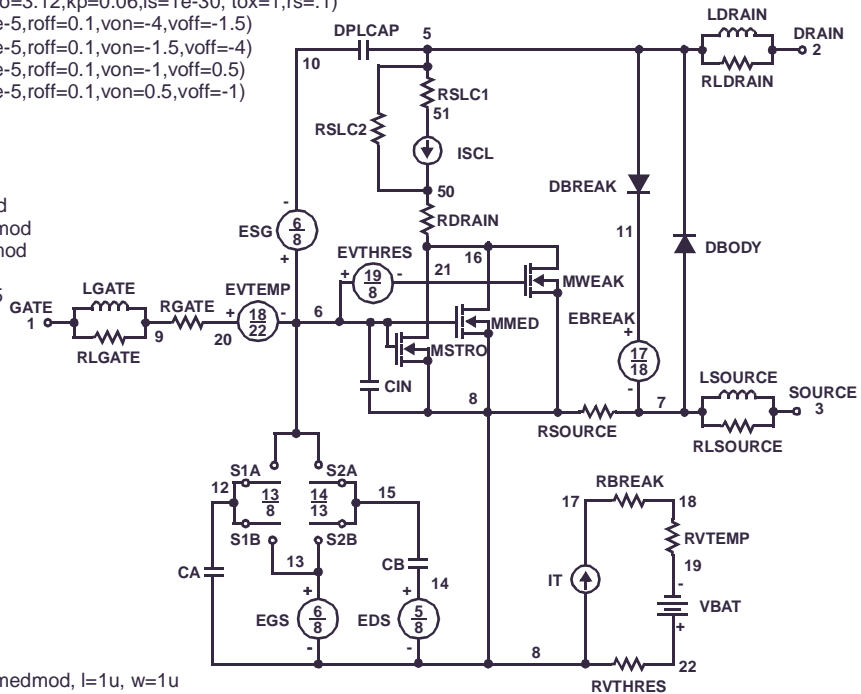 o=3.12,kp=0.06,is=1e-30, tox=1,rs=.1)
e-5,roff=0.1,von=-4,voff=-1.5)
e-5,roff=0.1,von=-1.5,voff=-4)
e-5,roff=0.1,von=-1,voff=0.5)
e-5,roff=0.1,von=0.5,voff=-1)
LDRAIN
DPLCAP 5 DRAIN
10 2
RLDRAIN
RSLC1
51
RSLC2
ISCL
50
d
mod
mod
DBREAK
RDRAIN
-
ESG 6/8
+
11
DBODY
EVTHRES 16
+ 19/8 - 21
MWEAK
5
LGATE
GATE
1
RGATE EVTEMP
+ 18/22 -
6
EBREAK
+
MMED
9 20
RLGATE
MSTRO
17/18
-
CIN
LSOURCE
8 7 SOURCE
3
RSOURCE
RLSOURCE
S1A S2A
12 13/8 14/13 15
S1B S2B
13
RBREAK
17 18
RVTEMP
CA CB
14
19
IT
-
VBAT
+
+ +
EGS 6/8 EDS 5/8
- -
8 22
RVTHRES
medmod, l=1u, w=1u